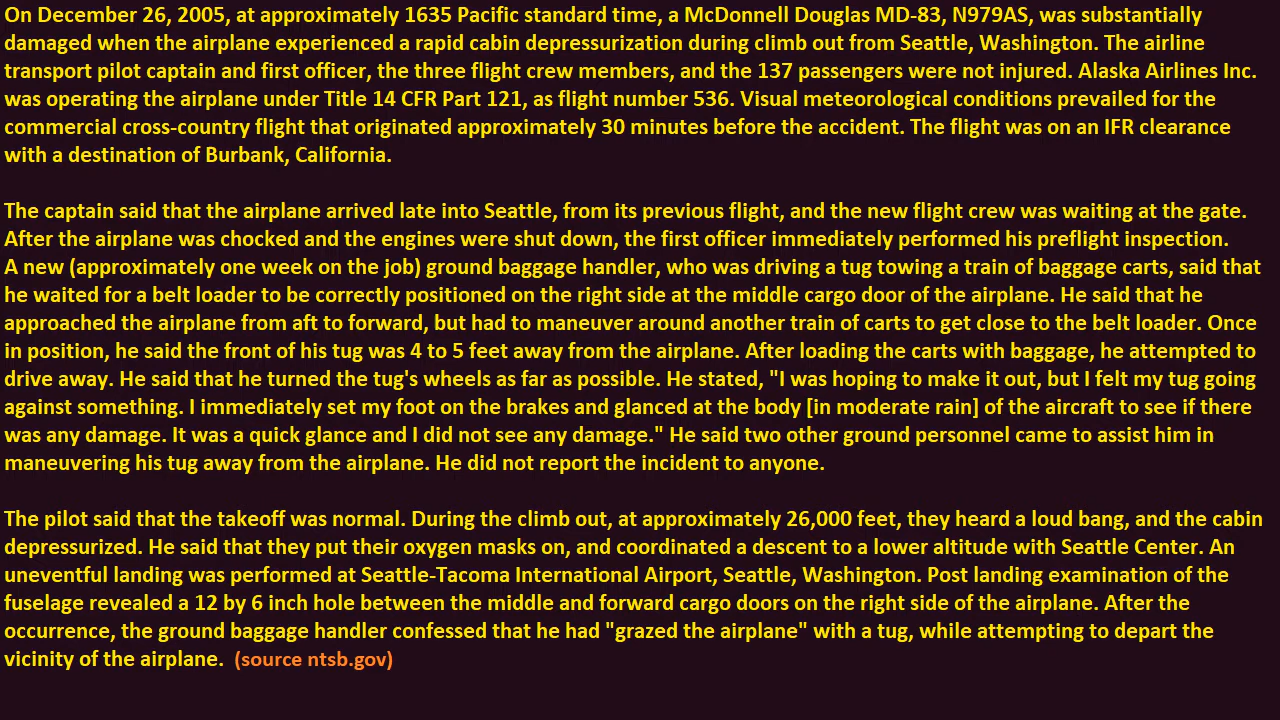 On December 26, 2005, at approximately 1635 Pacific standard time, a McDonnell Douglas MD-83, N979AS, was substantially
damaged when the airplane experienced a rapid cabin depressurization during climb out from Seattle, Washington. The airline
transport pilot captain and first officer, the three flight crew members, and the 137 passengers were not injured. Alaska Airlines Inc.
was operating the airplane under Title 14 CFR Part 121, as flight number 536. Visual meteorological conditions prevailed for the
commercial cross-country flight that originated approximately 30 minutes before the accident. The flight was on an IFR clearance
with a destination of Burbank, California.
The captain said that the airplane arrived late into Seattle, from its previous flight, and the new flight crew was waiting at the gate.
After the airplane was chocked and the engines were shut down, the first officer immediately performed his preflight inspection.
A new (approximately one week on the job) ground baggage handler, who was driving a tug towing a train of baggage carts, said that
he waited for a belt loader to be correctly positioned on the right side at the middle cargo door of the airplane. He said that he
approached the airplane from aft to forward, but had to maneuver around another train of carts to get close to the belt loader. Once
in position, he said the front of his tug was 4 to 5 feet away from the airplane. After loading the carts with baggage, he attempted to
drive away. He said that he turned the tug's wheels as far as possible. He stated, "I was hoping to make it out, but I felt my tug going
against something. I immediately set my foot on the brakes and glanced at the body [in moderate rain] of the aircraft to see if there
was any damage. It was a quick glance and I did not see any damage." He said two other ground personnel came to assist him in
maneuvering his tug away from the airplane. He did not report the incident to anyone.
The pilot said that the takeoff was normal. During the climb out, at approximately 26,000 feet, they heard a loud bang, and the cabin
depressurized. He said that they put their oxygen masks on, and coordinated a descent to a lower altitude with Seattle Center. An
uneventful landing was performed at Seattle-Tacoma International Airport, Seattle, Washington. Post landing examination of the
fuselage revealed a 12 by 6 inch hole between the middle and forward cargo doors on the right side of the airplane. After the
occurrence, the ground baggage handler confessed that he had "grazed the airplane" with a tug, while attempting to depart the
vicinity of the airplane. (source ntsb.gov)